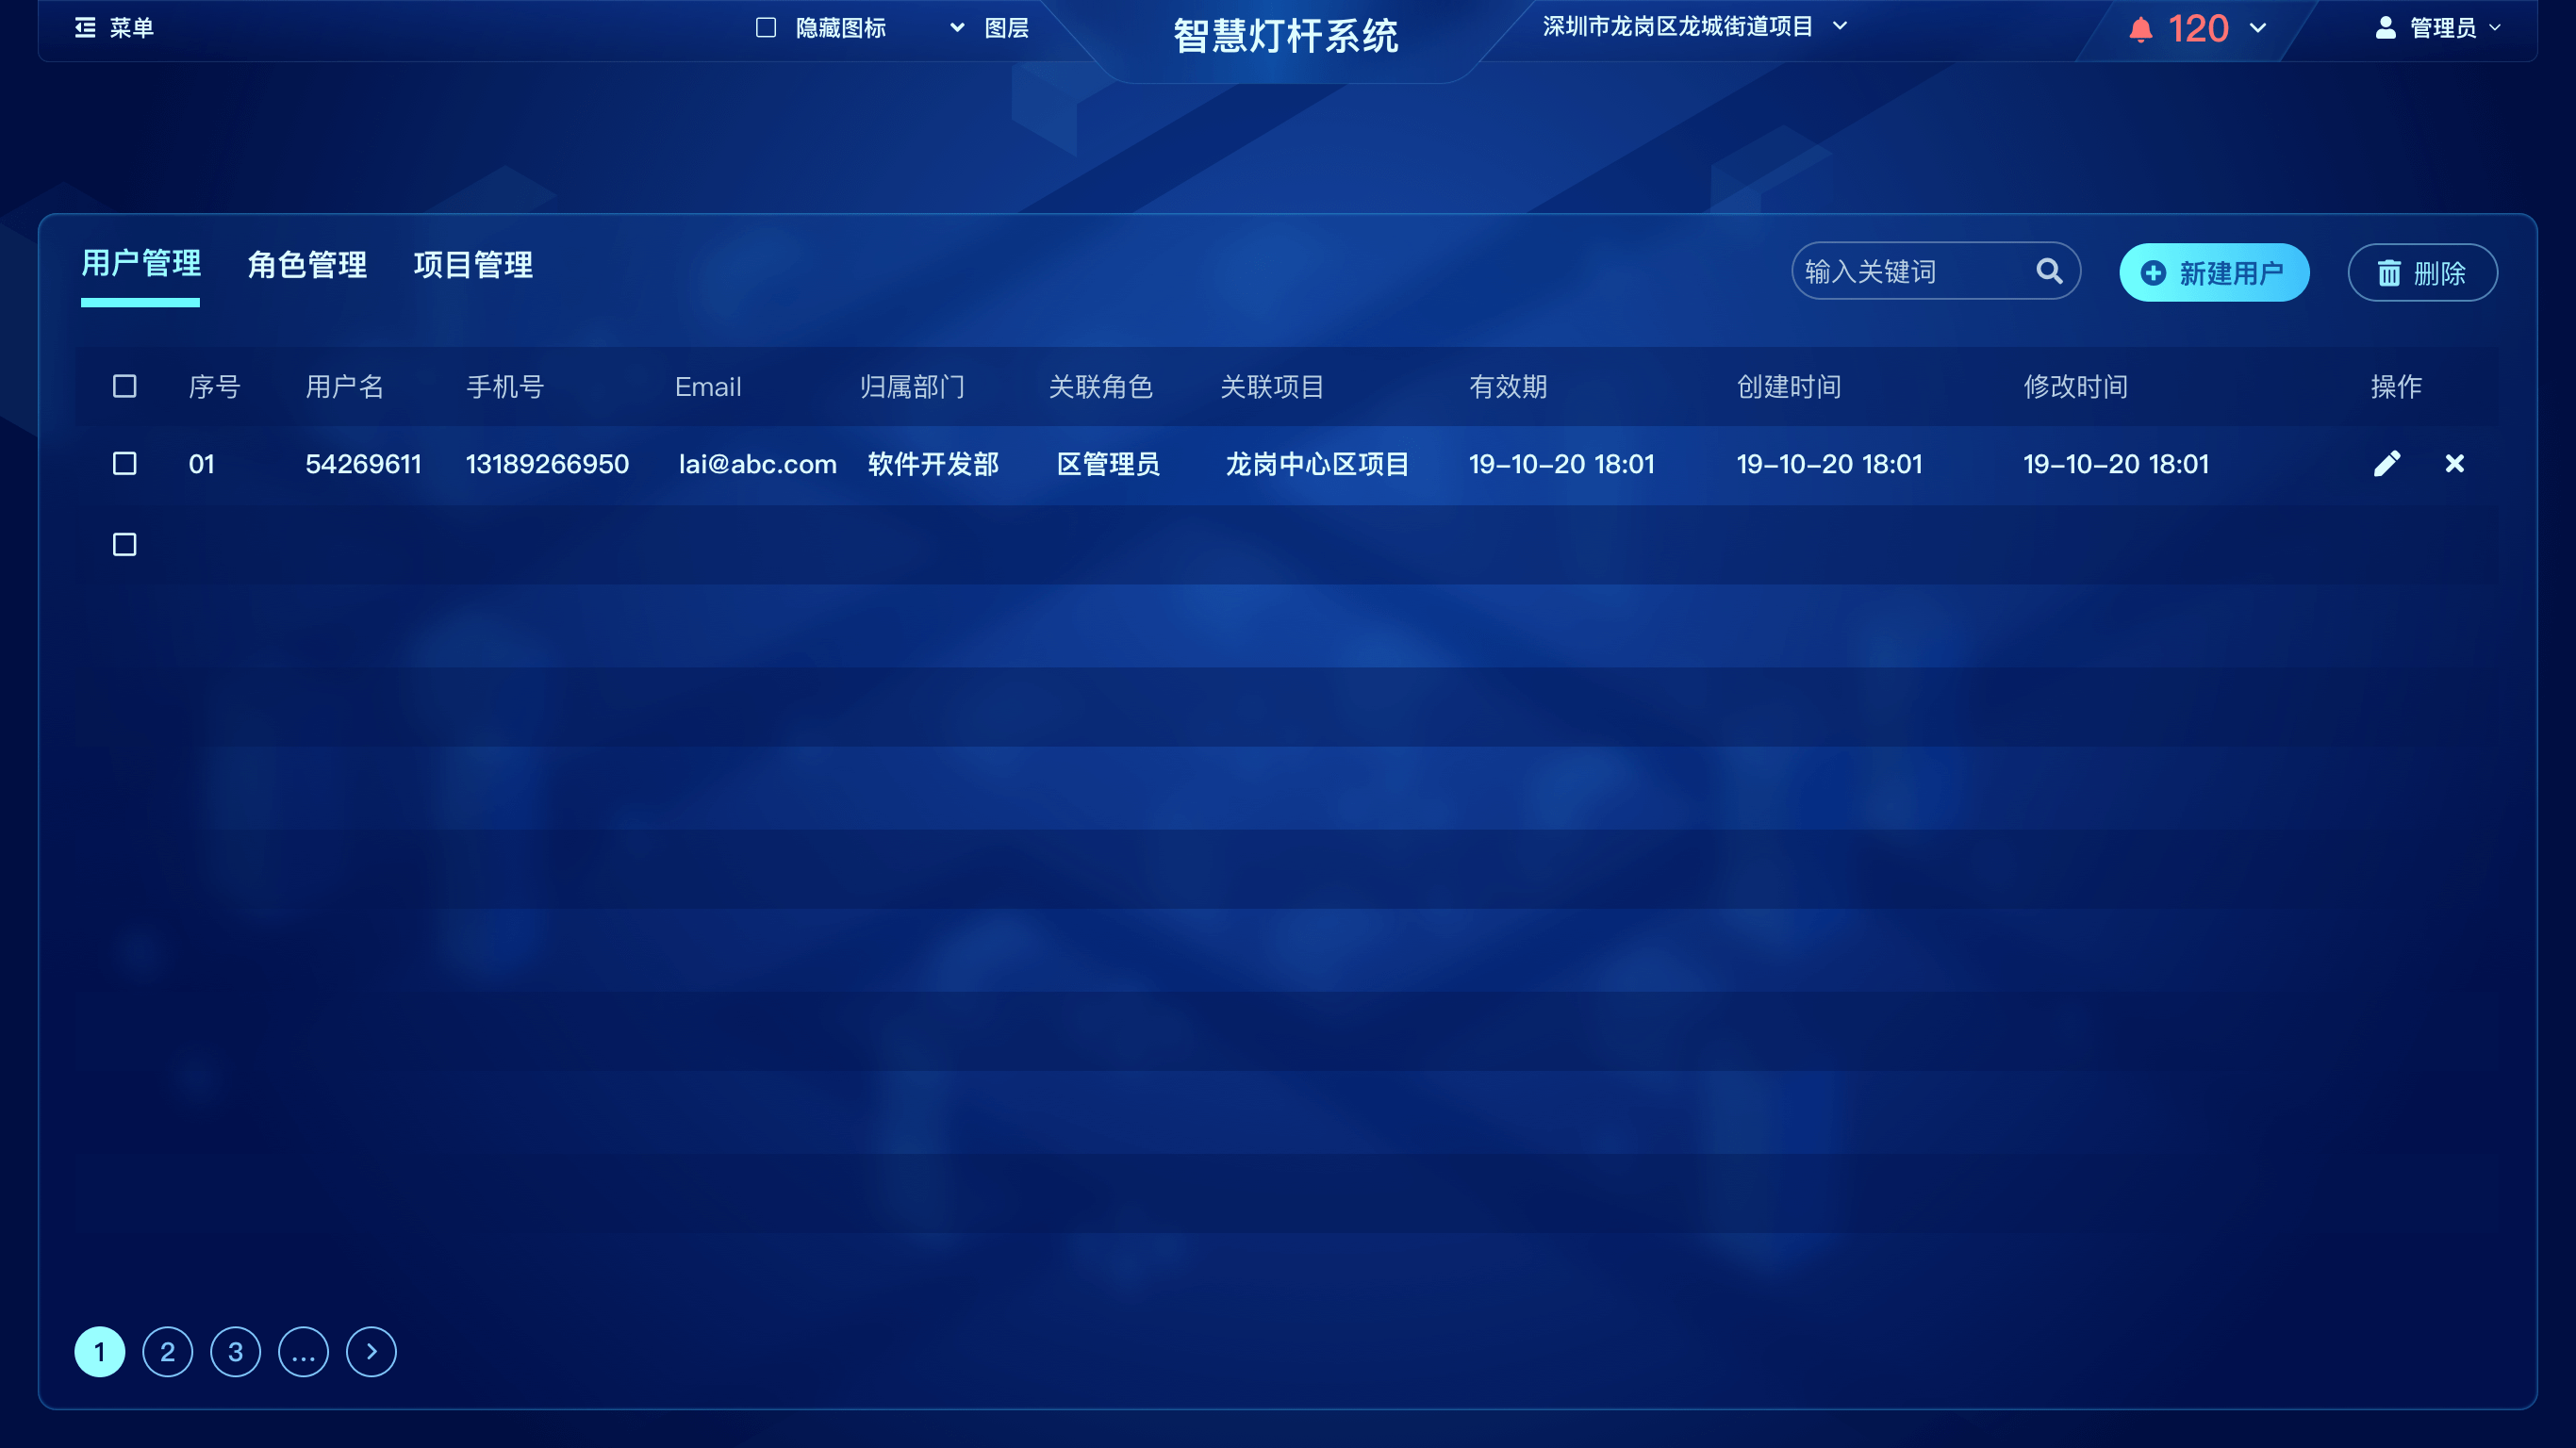 菜单 隐藏图标 图层 智慧灯杆系统 深圳市龙岗区龙城街道项目 120 管理员
用户管理 角色管理 项目管理 输入关键词 新建用户 删除
序号 用户名 手机号 Email 归属部门 关联角色 关联项目 有效期 创建时间 修改时间 操作
01 54269611 13189266950 lai@abc.com 软件开发部 区管理员 龙岗中心区项目 19-10-20 18:01 19-10-20 18:01 19-10-20 18:01
1 2 3 ...